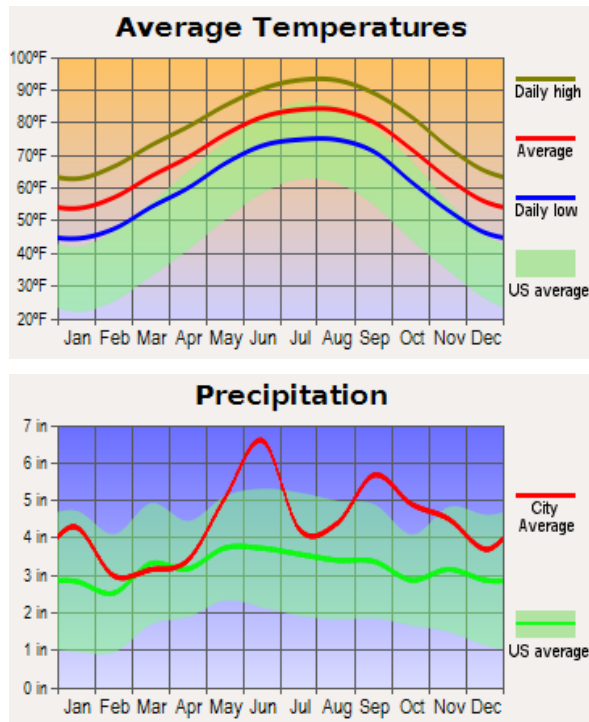 Average Temperatures
100ºF
90ºF
80ºF
70ºF
60ºF
50ºF
40ºF
30ºF
20ºF
Jan Feb Mar Apr May Jun Jul Aug Sep Oct Nov Dec
Daily high
Average
Daily low
US average
Precipitation
7 in
6 in
5 in
4 in
3 in
2 in
1 in
0 in
Jan Feb Mar Apr May Jun Jul Aug Sep Oct Nov Dec
City
Average
US average